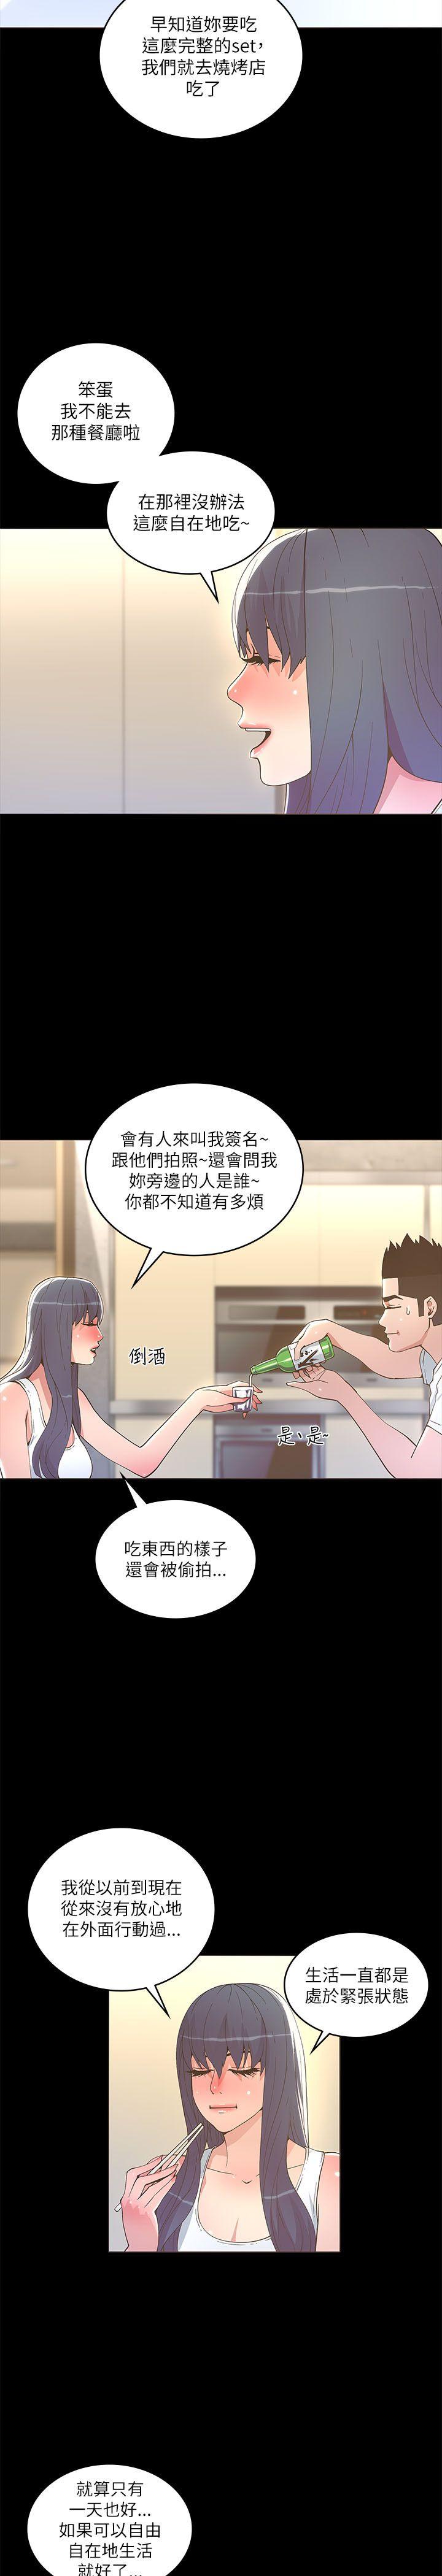 早知道妳要吃
這麼完整的set,
我們就去燒烤店
吃了
笨蛋
我不能去
那種餐廳啦
在那裡沒辦法
這麼自在地吃~
會有人來叫我簽名~
跟他們拍照~還會問我
妳旁邊的人是誰~
你都不知道有多煩
倒酒
是、是~
吃東西的樣子
還會被偷拍...
我從以前到現在
從來沒有放心地
在外面行動過...
生活一直都是
處於緊張狀態
就算只有
一天也好...
如果可以自由
自在地生活
就好了...